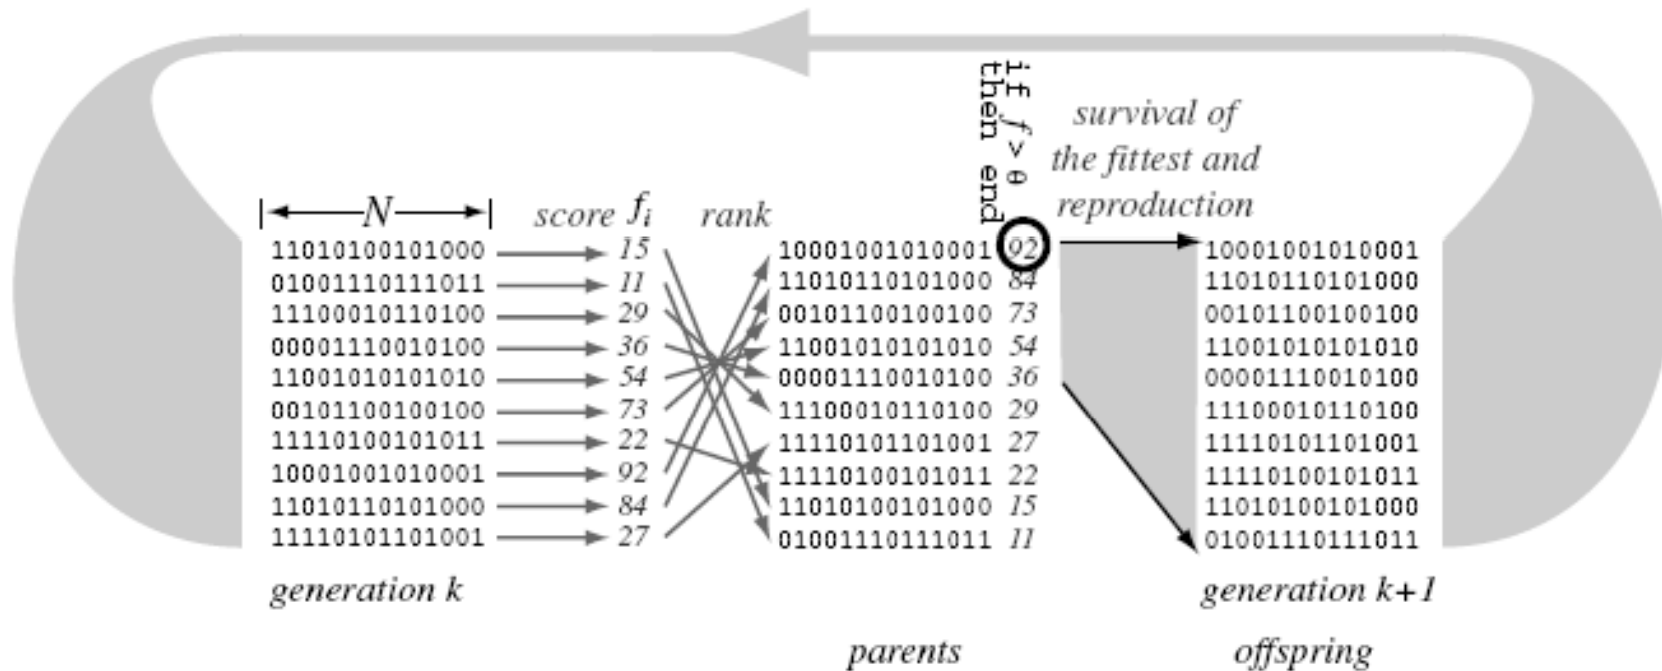 if f > θ
then end
survival of
the fittest and
reproduction
N
score f_i
rank
11010100101000 15
01001110111011 11
11100010110100 29
00001110010100 36
11001010101010 54
00101100100100 73
11110100101011 22
10001001010001 92
11010110101000 84
11110101101001 27
generation k
10001001010001 92
11010110101000 84
00101100100100 73
11001010101010 54
00001110010100 36
11100010110100 29
11110101101001 27
11110100101011 22
11010100101000 15
01001110111011 11
parents
10001001010001
11010110101000
00101100100100
11001010101010
00001110010100
11100010110100
11110101101001
11110100101011
11010100101000
01001110111011
generation k+1
offspring